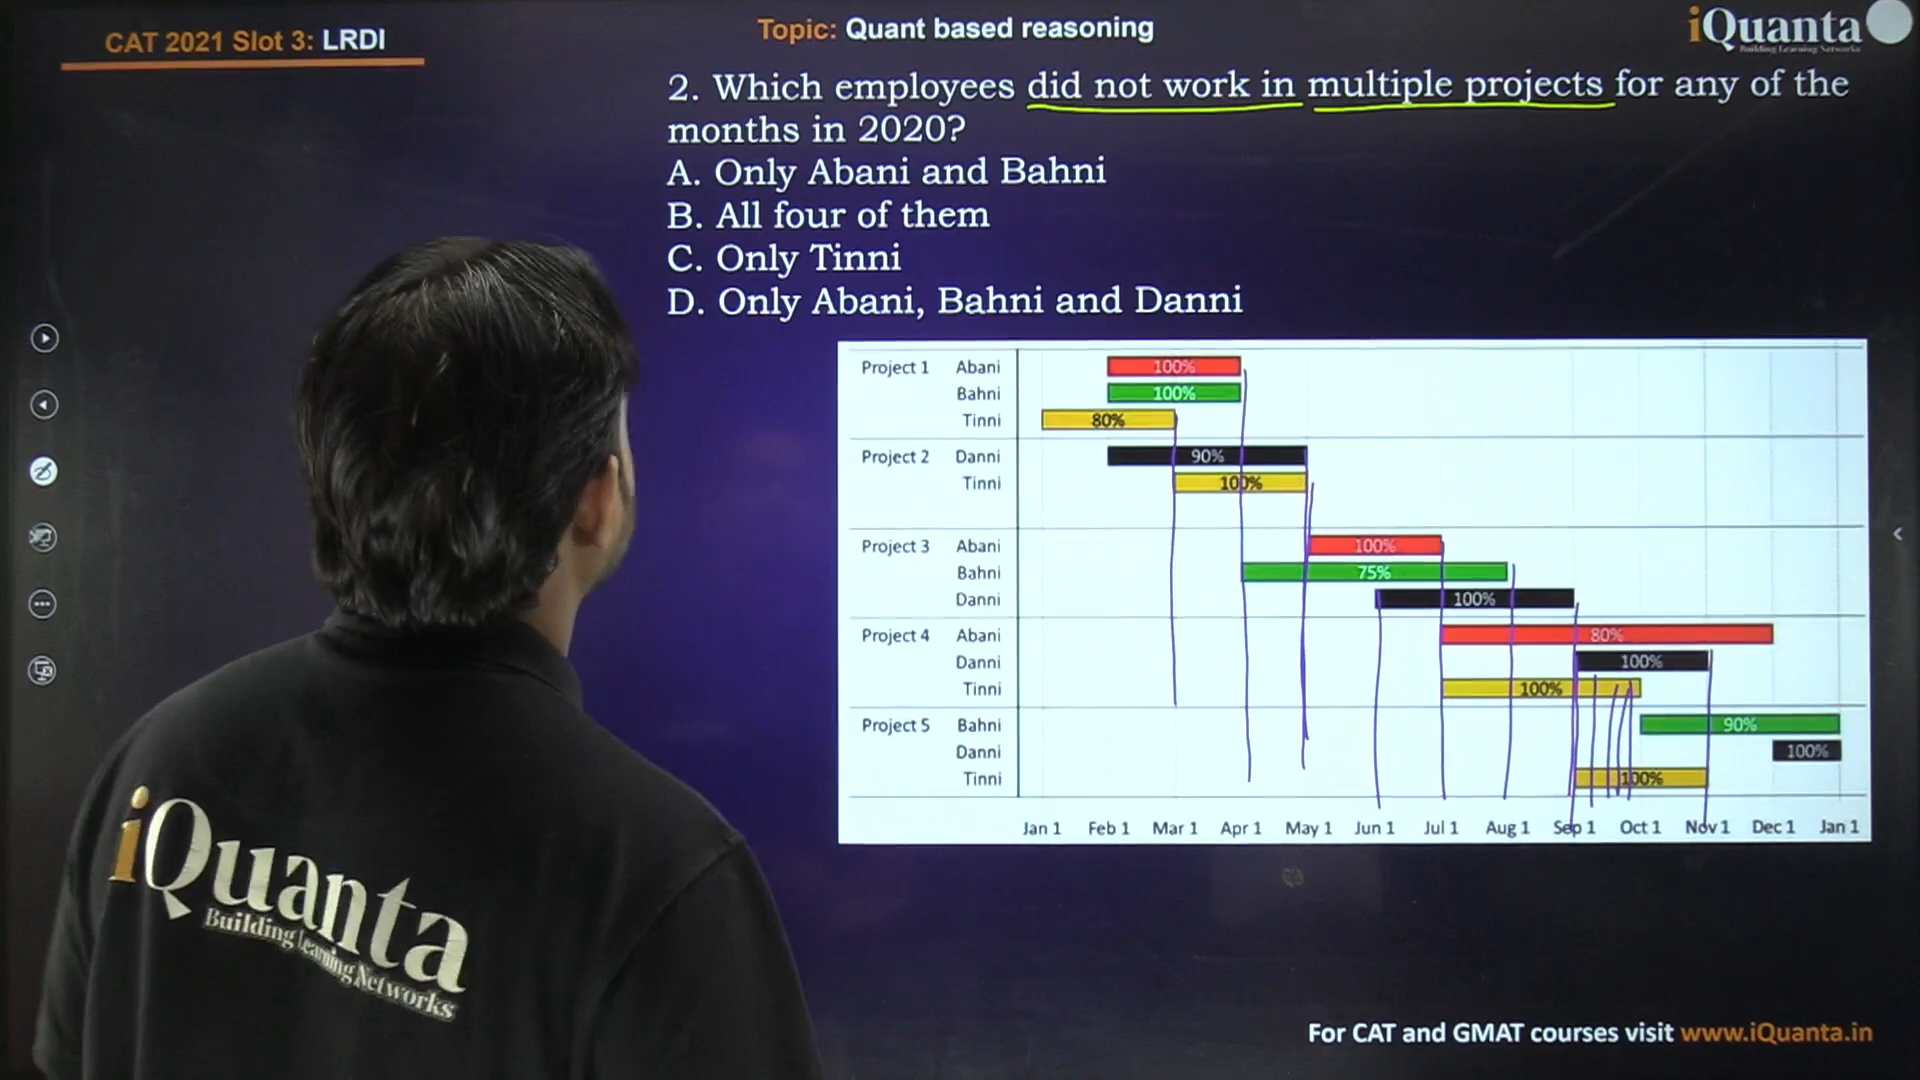 CAT 2021 Slot 3: LRDI
Topic: Quant based reasoning
iQuanta
Building Learning Networks
2. Which employees did not work in multiple projects for any of the
months in 2020?
A. Only Abani and Bahni
B. All four of them
C. Only Tinni
D. Only Abani, Bahni and Danni
Project 1 Abani 100%
Bahni 100%
Tinni 80%
Project 2 Danni 90%
Tinni 100%
Project 3 Abani 100%
Bahni 75%
Danni 100%
Project 4 Abani 80%
Danni 100%
Tinni 100%
Project 5 Bahni 90%
Danni 100%
Tinni 100%
Jan 1 Feb 1 Mar 1 Apr 1 May 1 Jun 1 Jul 1 Aug 1 Sep 1 Oct 1 Nov 1 Dec 1 Jan 1
iQuanta
Building Learning Networks
For CAT and GMAT courses visit www.iQuanta.in